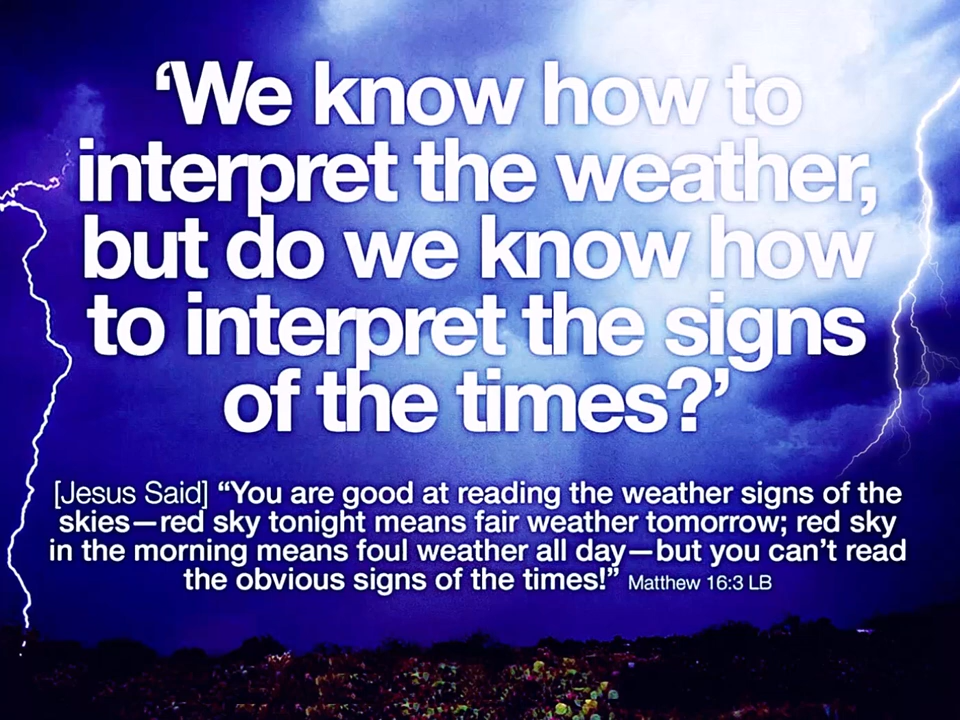 ‘We know how to
interpret the weather,
but do we know how
to interpret the signs
of the times?’
[Jesus Said] “You are good at reading the weather signs of the
skies—red sky tonight means fair weather tomorrow; red sky
in the morning means foul weather all day—but you can’t read
the obvious signs of the times!” Matthew 16:3 LB